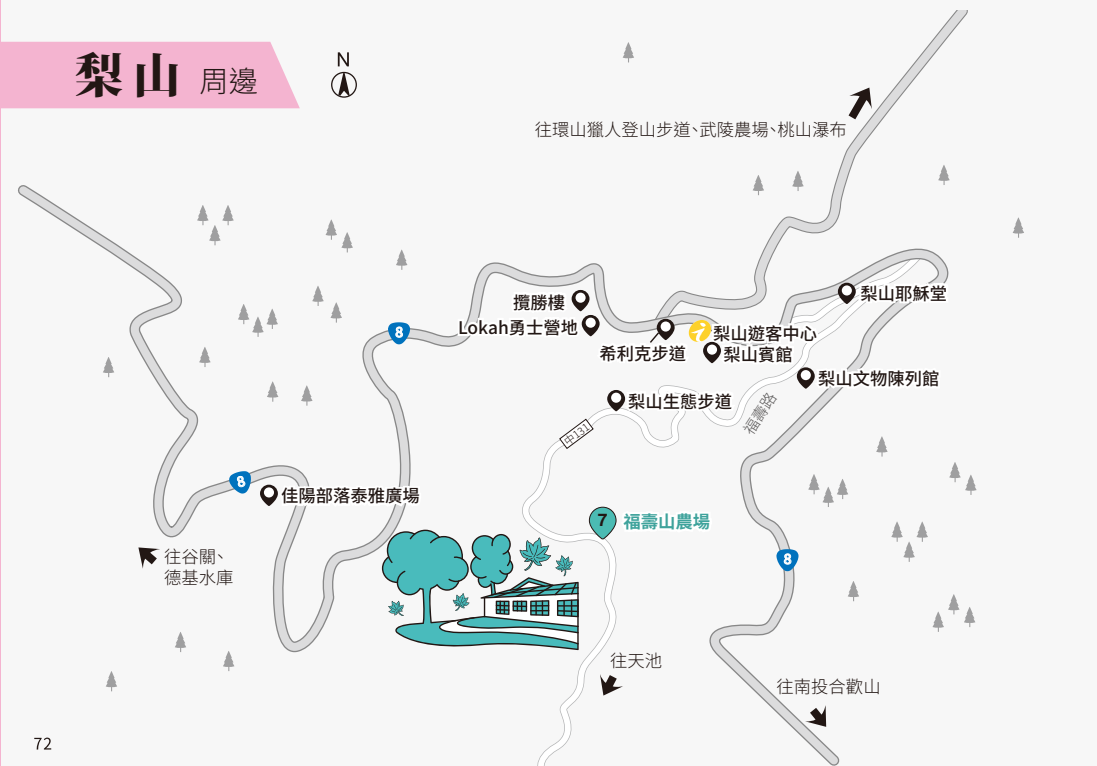 梨山 周邊
N
往環山獵人登山步道、武陵農場、桃山瀑布
攬勝樓
梨山耶穌堂
Lokah勇士營地
8
梨山遊客中心
希利克步道
梨山賓館
梨山文物陳列館
梨山生態步道
福壽路
中131
8
佳陽部落泰雅廣場
7
福壽山農場
往谷關、
德基水庫
8
往天池
往南投合歡山
72